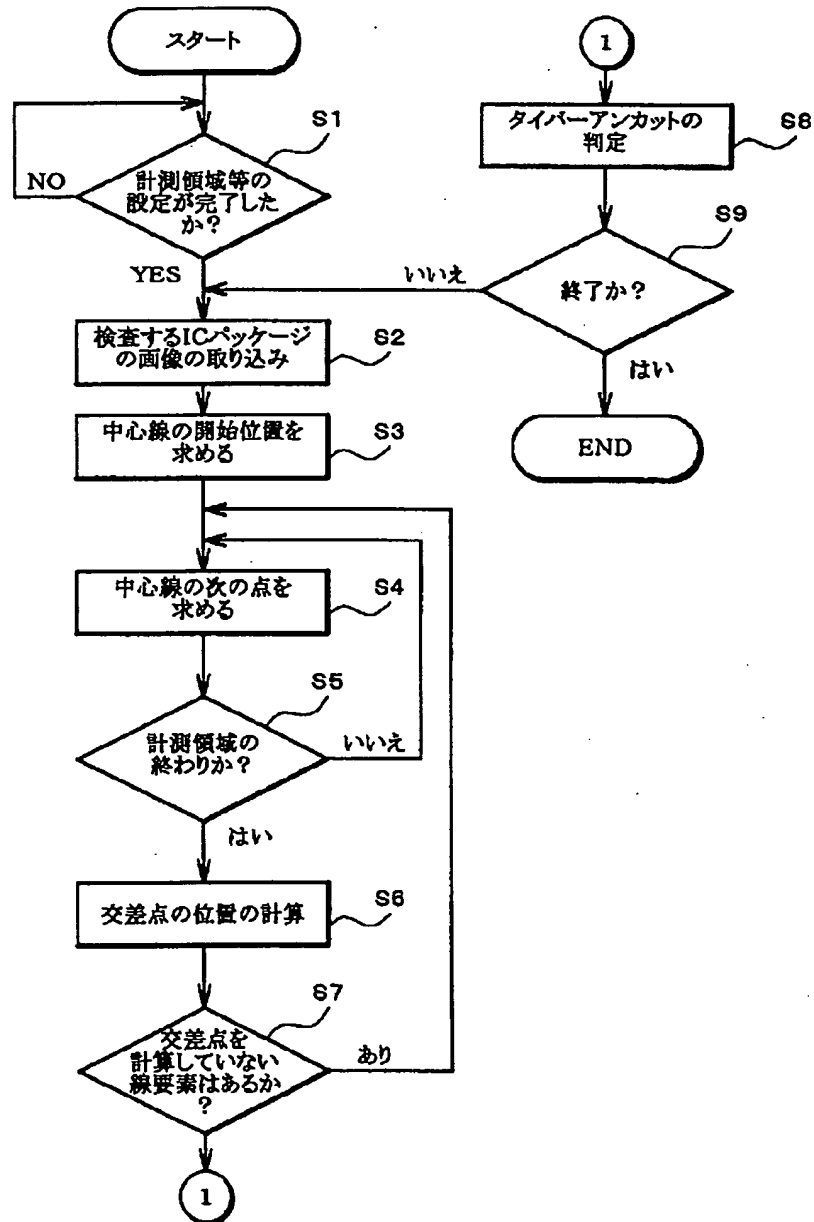 スタート
S1
計測領域等の
設定が完了した
か?
NO
YES
検査するICパッケージ
の画像の取り込み
S2
中心線の開始位置を
求める
S3
中心線の次の点を
求める
S4
S5
計測領域の
終わりか?
いいえ
はい
交差点の位置の計算
S6
S7
交差点を
計算していない
線要素はあるか
?
あり
1
1
タイバーアンカットの
判定
S8
S9
終了か?
いいえ
はい
END